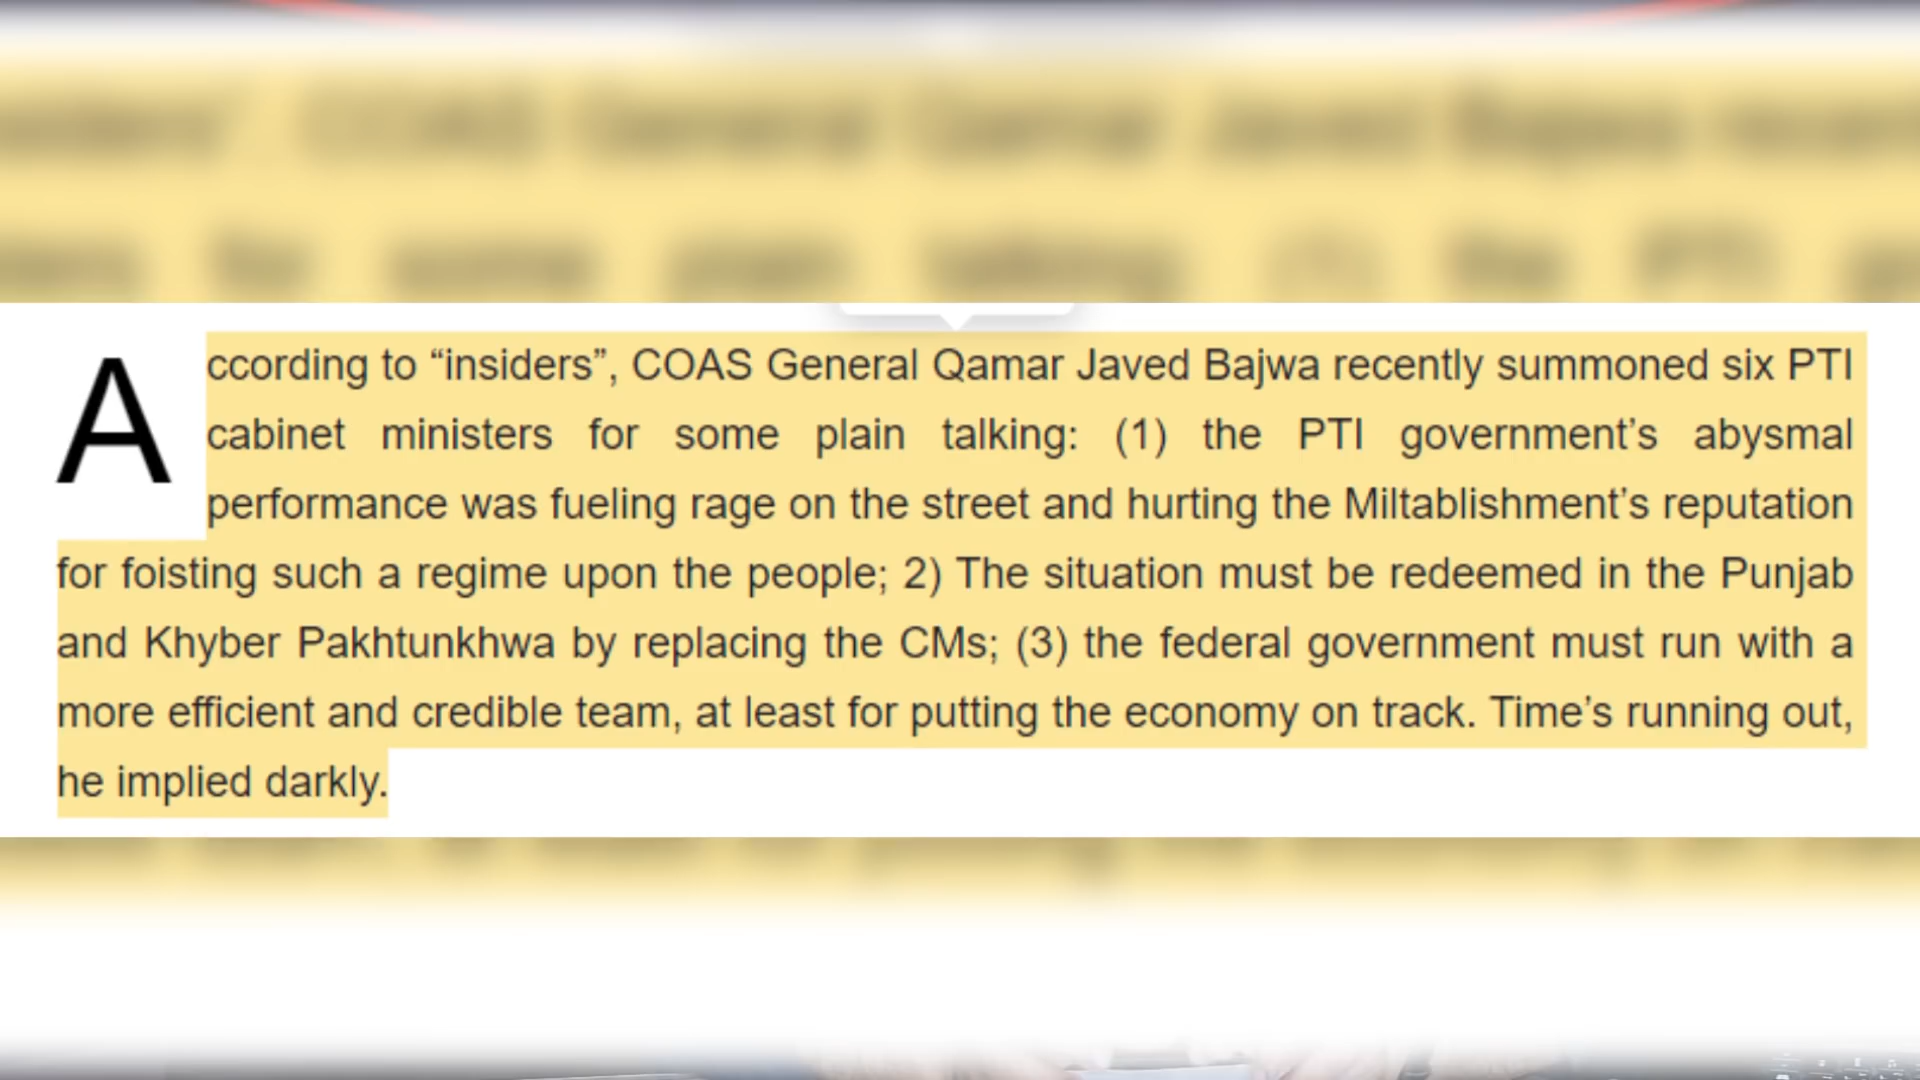 According to “insiders”, COAS General Qamar Javed Bajwa recently summoned six PTI
cabinet ministers for some plain talking: (1) the PTI government’s abysmal
performance was fueling rage on the street and hurting the Miltablishment’s reputation
for foisting such a regime upon the people; 2) The situation must be redeemed in the Punjab
and Khyber Pakhtunkhwa by replacing the CMs; (3) the federal government must run with a
more efficient and credible team, at least for putting the economy on track. Time’s running out,
he implied darkly.